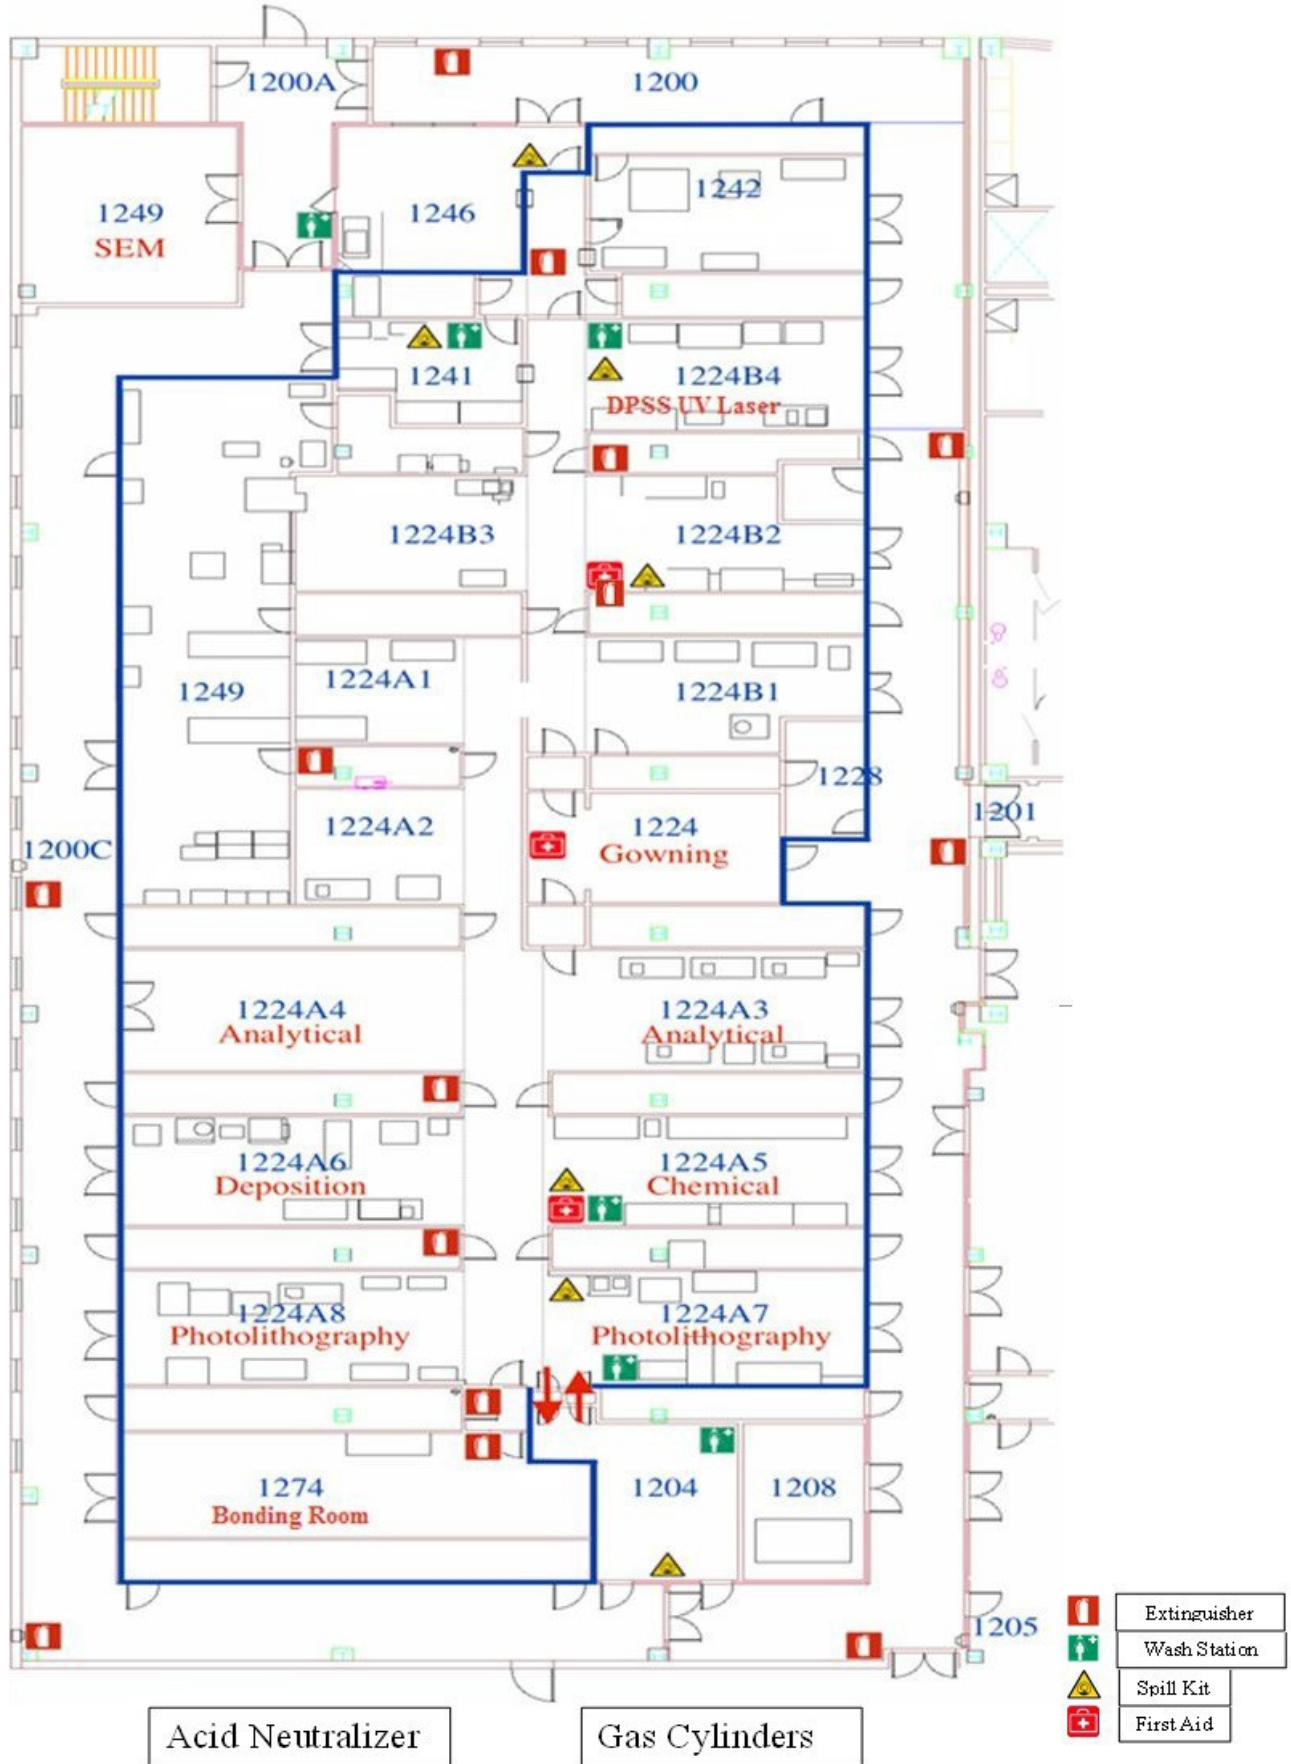 1200A
1200
1249
SEM
1246
1242
1241
1224B4
DPSS UV Laser
1224B3
1224B2
1249
1224A1
1224B1
1228
1200C
1224A2
1224
Gowning
1201
1224A4
Analytical
1224A3
Analytical
1224A6
Deposition
1224A5
Chemical
1224A8
Photolithography
1224A7
Photolithography
1274
Bonding Room
1204
1208
1205
Extinguisher
Wash Station
Spill Kit
First Aid
Acid Neutralizer
Gas Cylinders